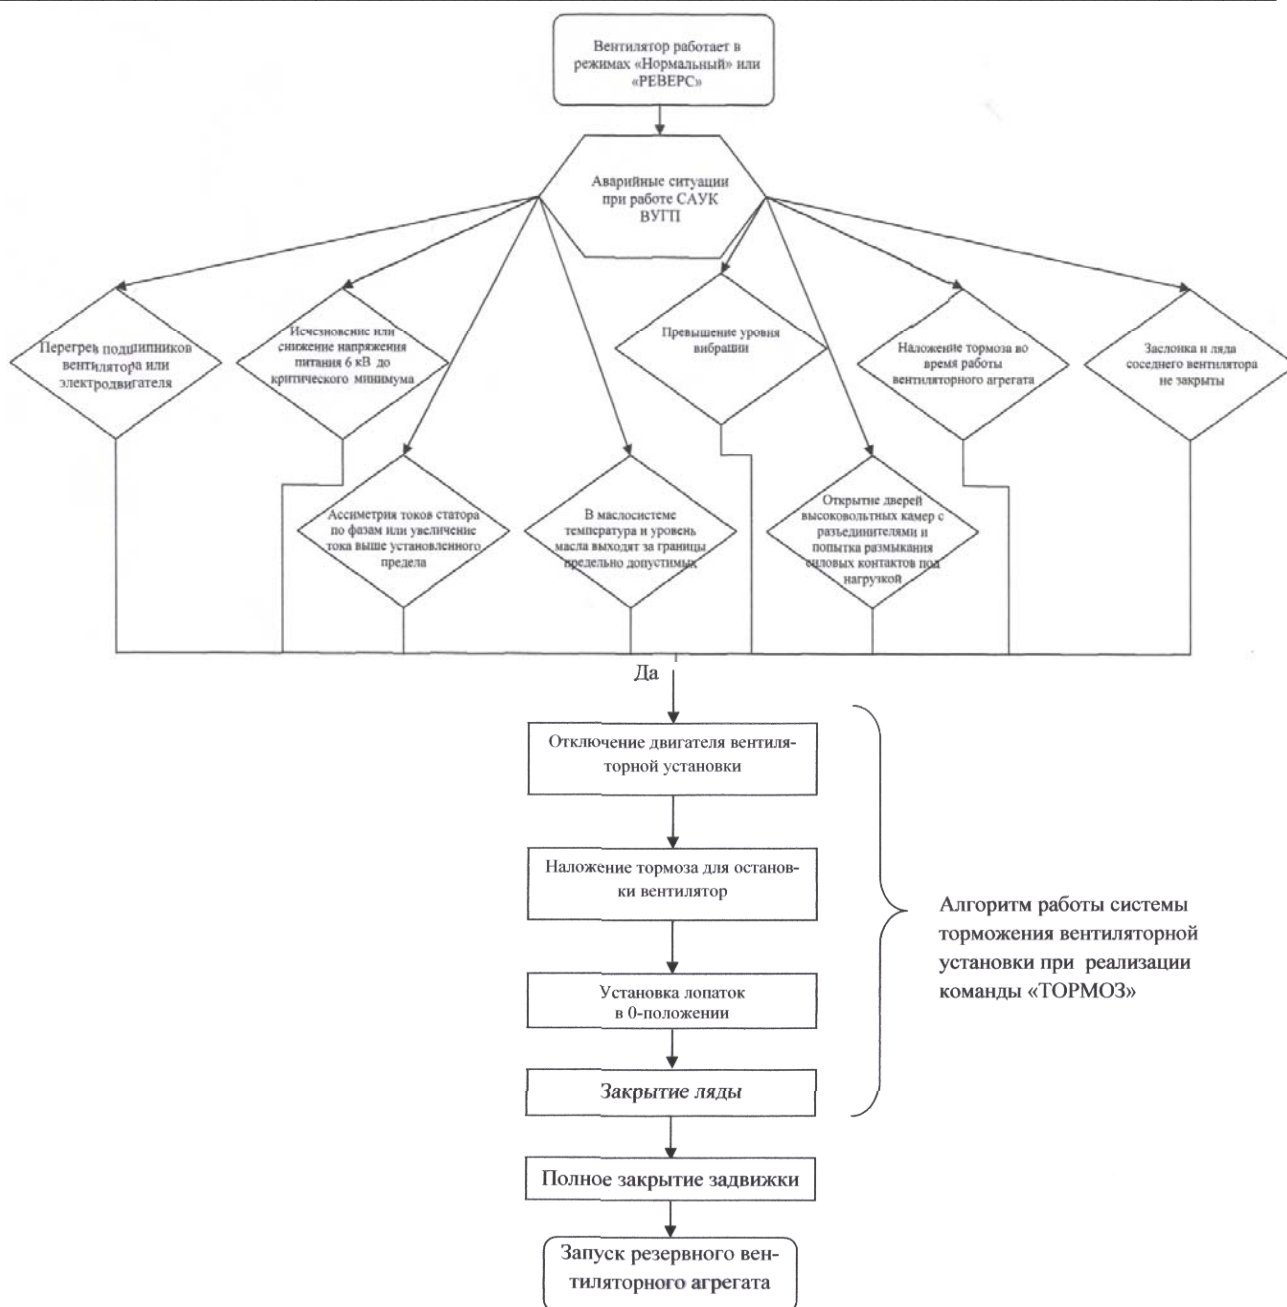 Вентилятор работает в
режимах «Нормальный» или
«РЕВЕРС»
Аварийные ситуации
при работе САУК
ВУГП
Перегрев подшипников
вентилятора или
электродвигателя
Исчезновение или
снижение напряжения
питания 6 кВ до
критического минимума
Превышение уровня
вибрации
Наложение тормоза во
время работы
вентиляторного агрегата
Заслонка и ляда
соседнего вентилятора
не закрыты
Ассиметрия токов статора
по фазам или увеличение
тока выше установленного
предела
В маслосистеме
температура и уровень
масла выходят за границы
предельно допустимых
Открытие дверей
высоковольтных камер с
разъединителями и
попытка размыкания
силовых контактов под
нагрузкой
Да
Отключение двигателя вентиля-
торной установки
Наложение тормоза для останов-
ки вентилятор
Установка лопаток
в 0-положении
Закрытие ляды
Алгоритм работы системы
торможения вентиляторной
установки при реализации
команды «ТОРМОЗ»
Полное закрытие задвижки
Запуск резервного вен-
тиляторного агрегата